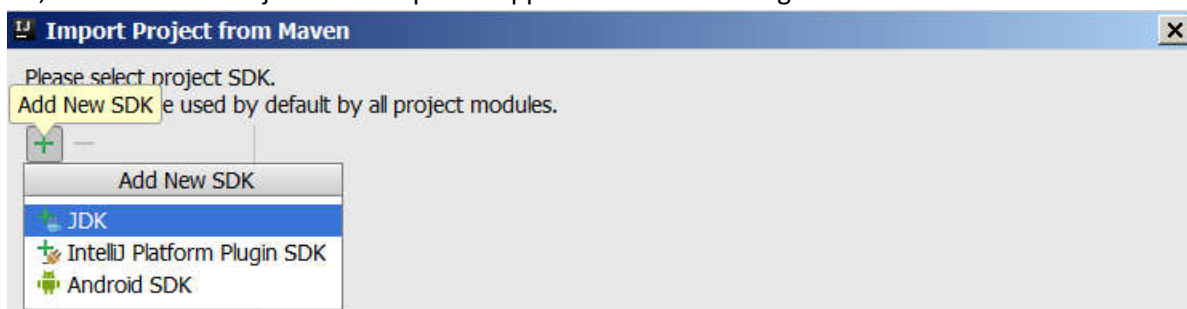 Import Project from Maven
Please select project SDK.
Add New SDK e used by default by all project modules.
Add New SDK
JDK
IntelliJ Platform Plugin SDK
Android SDK